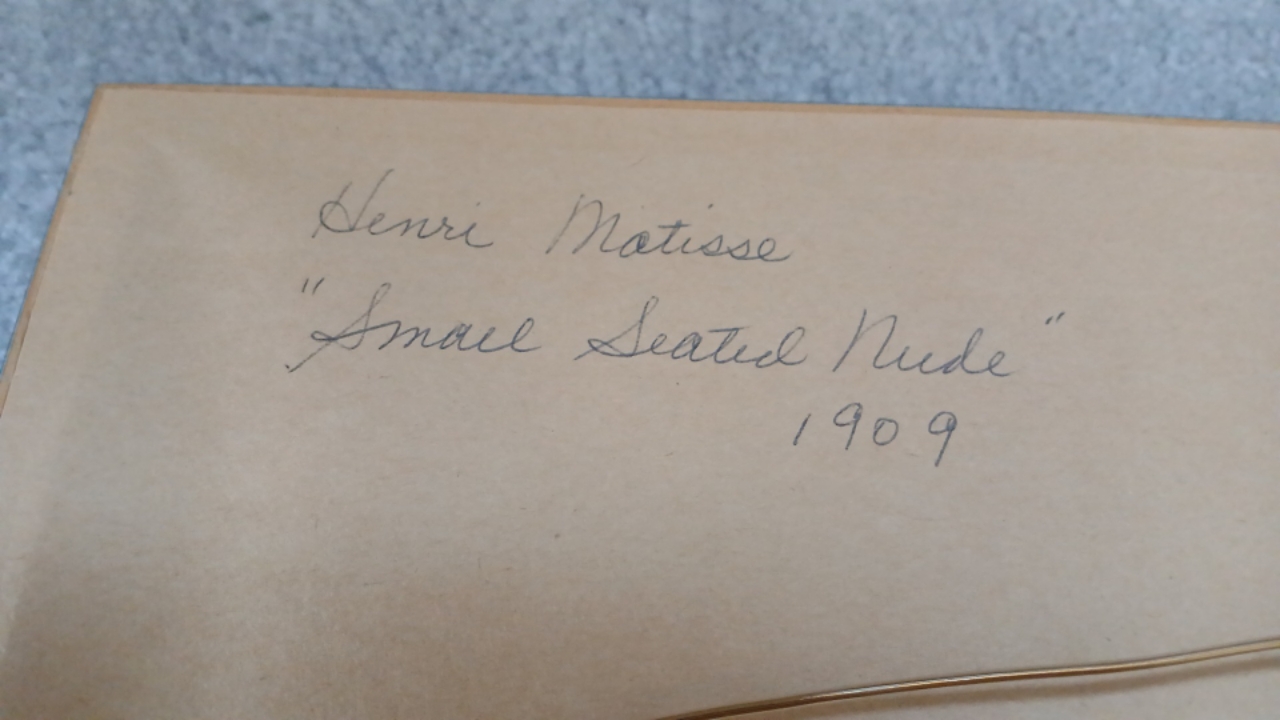 Henri Matisse
"Small Seated Nude"
1909